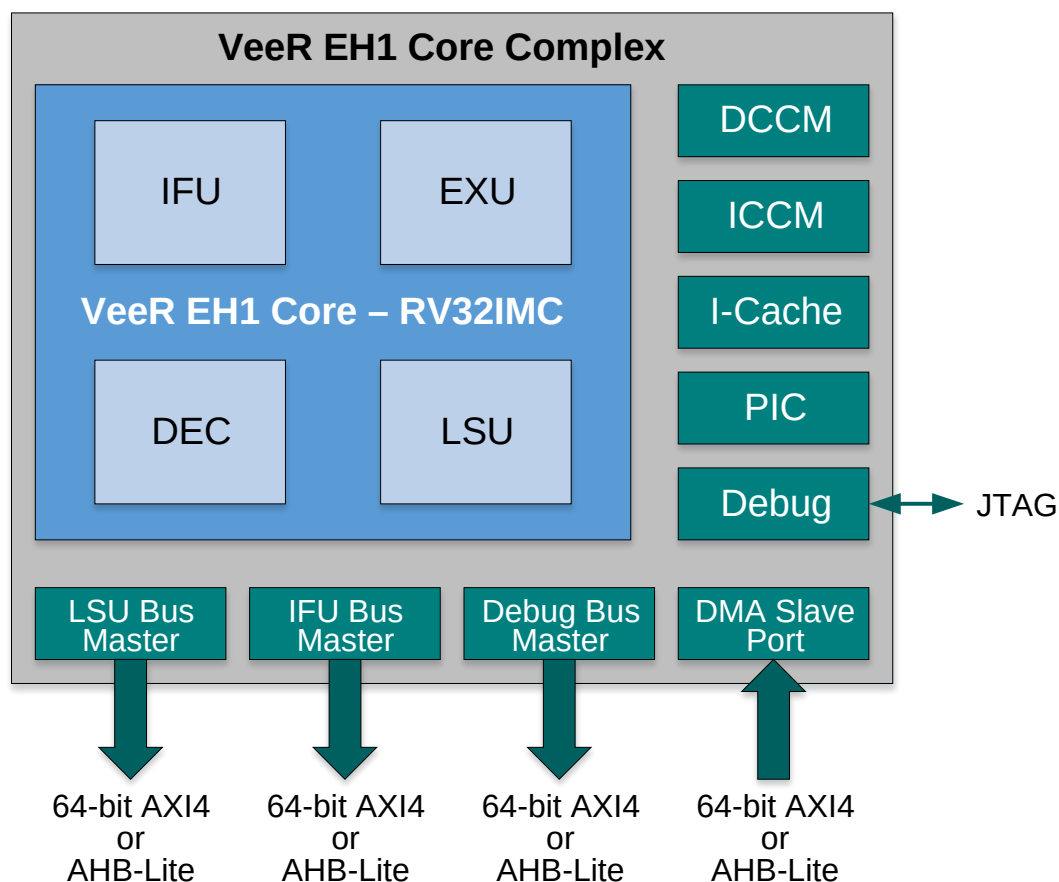 VeeR EH1 Core Complex
IFU
EXU
VeeR EH1 Core – RV32IMC
DEC
LSU
DCCM
ICCM
I-Cache
PIC
Debug
JTAG
LSU Bus
Master
IFU Bus
Master
Debug Bus
Master
DMA Slave
Port
64-bit AXI4
or
AHB-Lite
64-bit AXI4
or
AHB-Lite
64-bit AXI4
or
AHB-Lite
64-bit AXI4
or
AHB-Lite